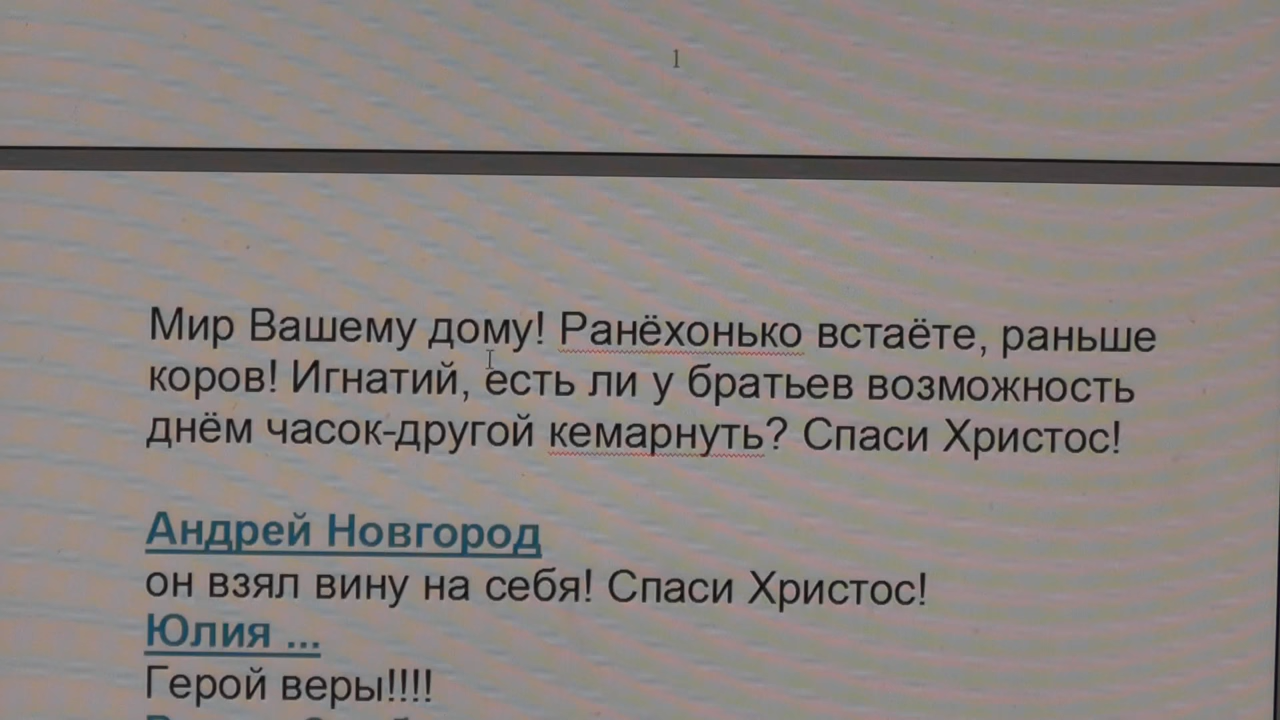 1
Мир Вашему дому! Ранёхонько встаёте, раньше
коров! Игнатий, есть ли у братьев возможность
днём часок-другой кемарнуть? Спаси Христос!
Андрей Новгород
он взял вину на себя! Спаси Христос!
Юлия ...
Герой веры!!!!